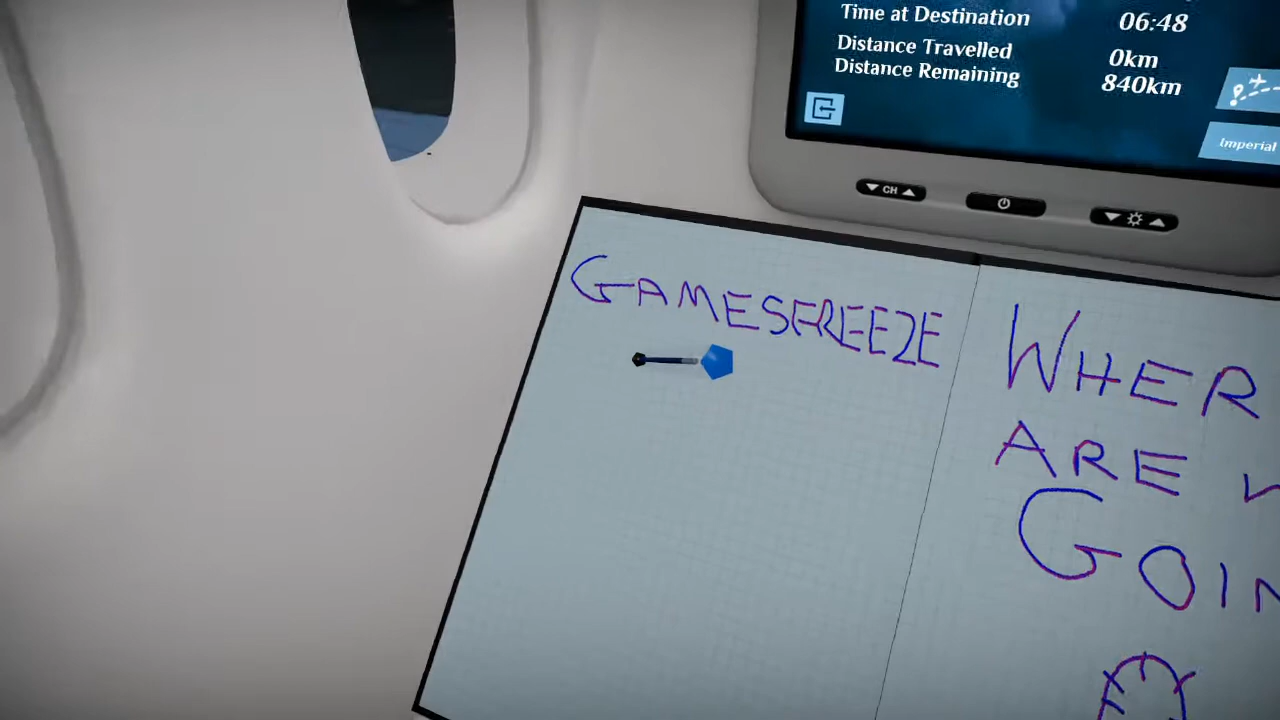 Time at Destination 06:48
Distance Travelled 0km
Distance Remaining 840km
Imperial
CH
GAMESFREEZE
WHER
ARE
GOIN